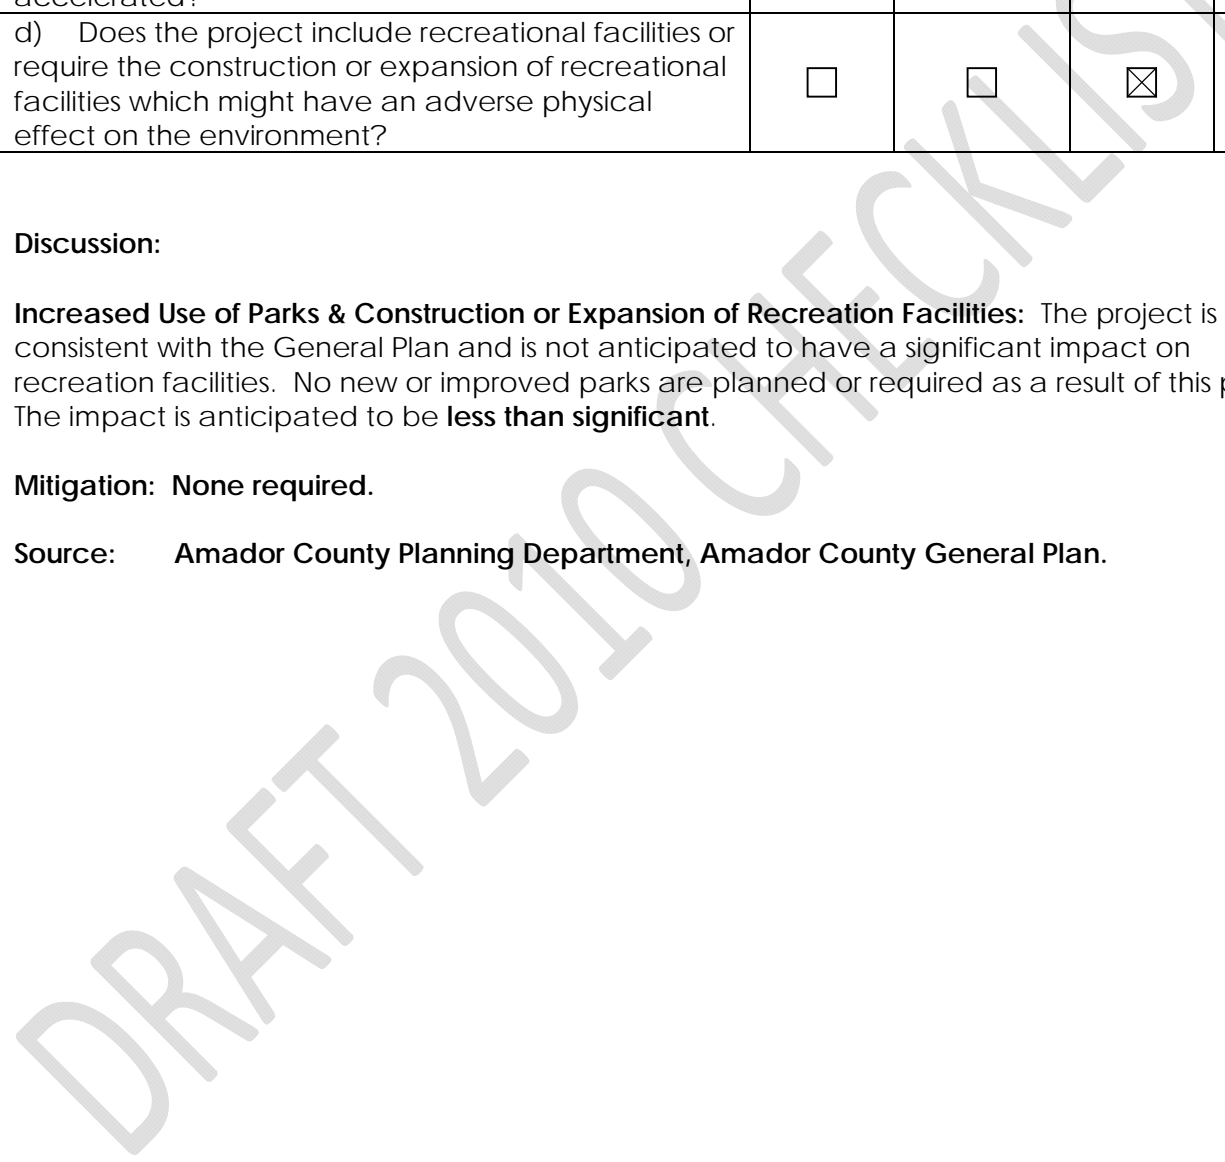 accelerated?
d) Does the project include recreational facilities or
require the construction or expansion of recreational
facilities which might have an adverse physical
effect on the environment?
☐ ☐ ☒
Discussion:
Increased Use of Parks & Construction or Expansion of Recreation Facilities: The project is
consistent with the General Plan and is not anticipated to have a significant impact on
recreation facilities. No new or improved parks are planned or required as a result of this
The impact is anticipated to be less than significant.
Mitigation: None required.
Source: Amador County Planning Department, Amador County General Plan.
DRAFT 2010 CHECKLIST